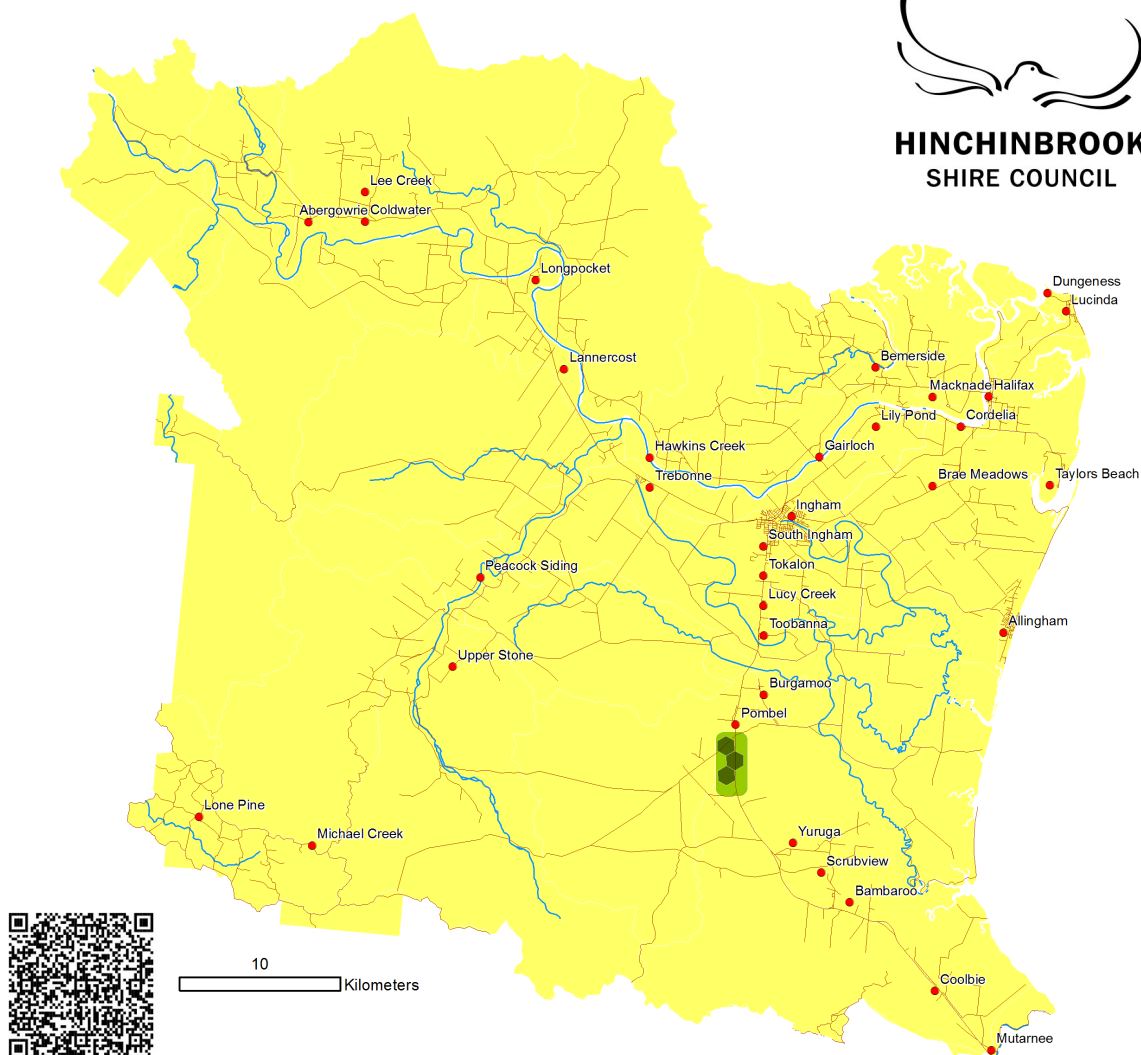 HINCHINBROOK
SHIRE COUNCIL
Lee Creek
Abergowrie
Coldwater
Longpocket
Dungeness
Lucinda
Lannercost
Bemerside
Macknade
Halifax
Lily Pond
Cordelia
Hawkins Creek
Gairloch
Trebonne
Brae Meadows
Taylors Beach
Ingham
South Ingham
Peacock Siding
Tokalon
Lucy Creek
Toobanna
Allingham
Upper Stone
Burgamoo
Pombel
Lone Pine
Michael Creek
Yuruga
Scrubview
Bambaroo
10
Kilometers
Coolbie
Mutarnee